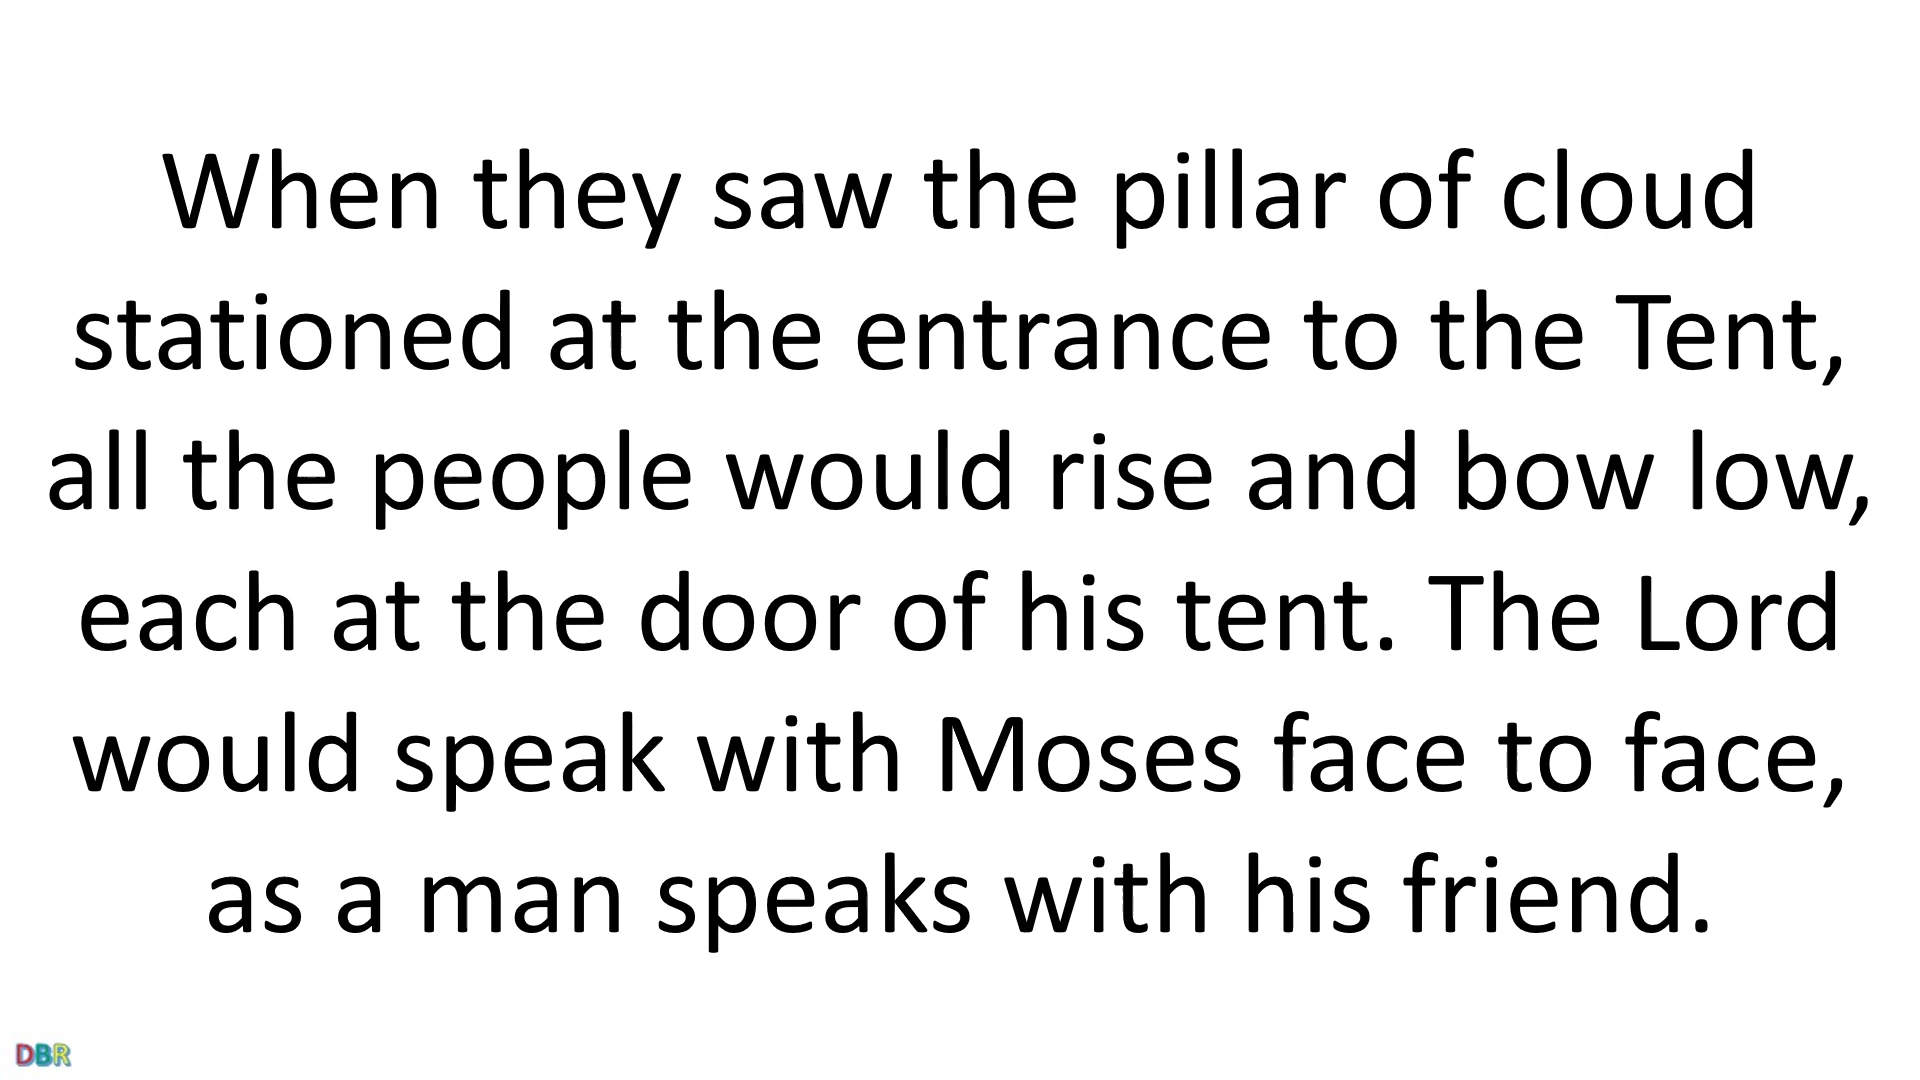 When they saw the pillar of cloud
stationed at the entrance to the Tent,
all the people would rise and bow low,
each at the door of his tent. The Lord
would speak with Moses face to face,
as a man speaks with his friend.
DBR